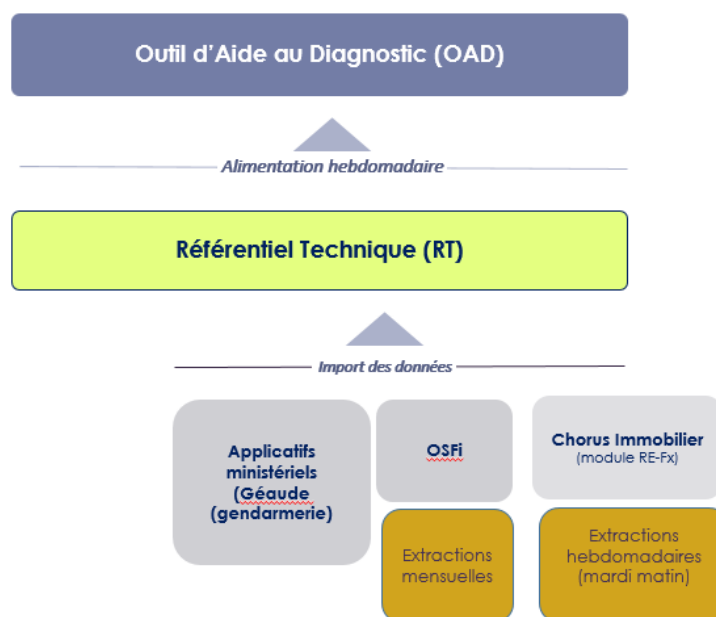 Outil d'Aide au Diagnostic (OAD)
Alimentation hebdomadaire
Référentiel Technique (RT)
Import des données
Applicatifs
ministériels
(Géaude
(gendarmerie)
OSFi
Chorus Immobilier
(module RE-Fx)
Extractions
mensuelles
Extractions
hebdomadaires
(mardi matin)